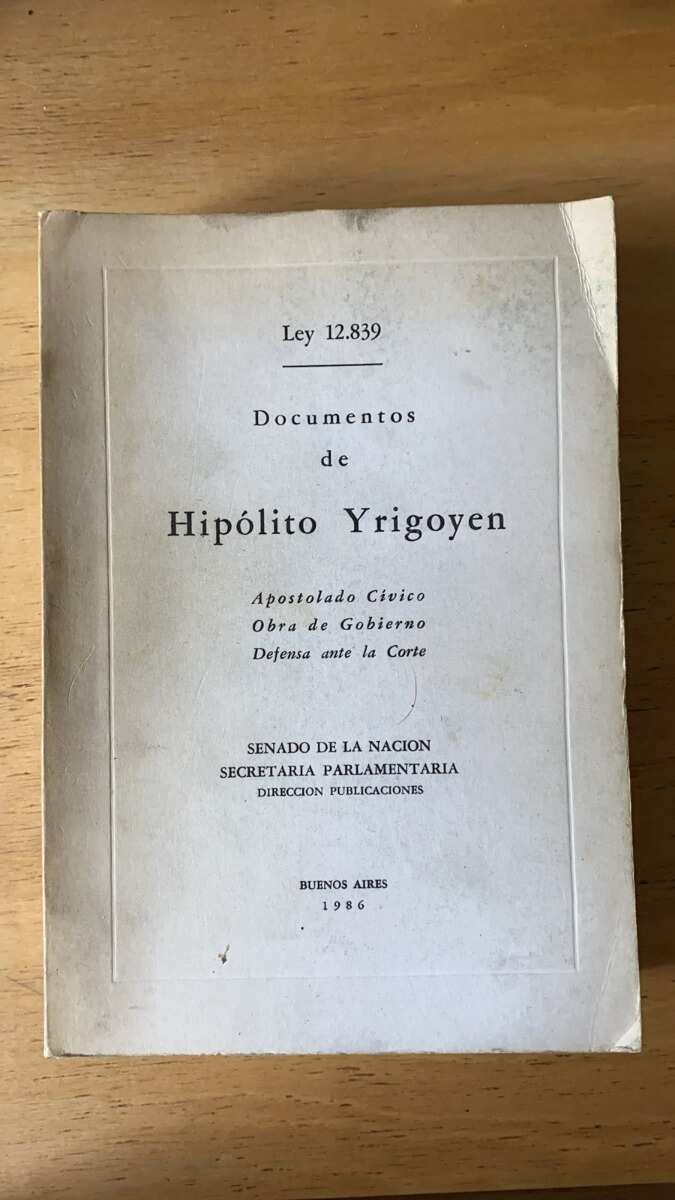 Ley 12.839
Documentos
de
Hipólito Yrigoyen
Apostolado Cívico
Obra de Gobierno
Defensa ante la Corte
SENADO DE LA NACION
SECRETARIA PARLAMENTARIA
DIRECCION PUBLICACIONES
BUENOS AIRES
1986